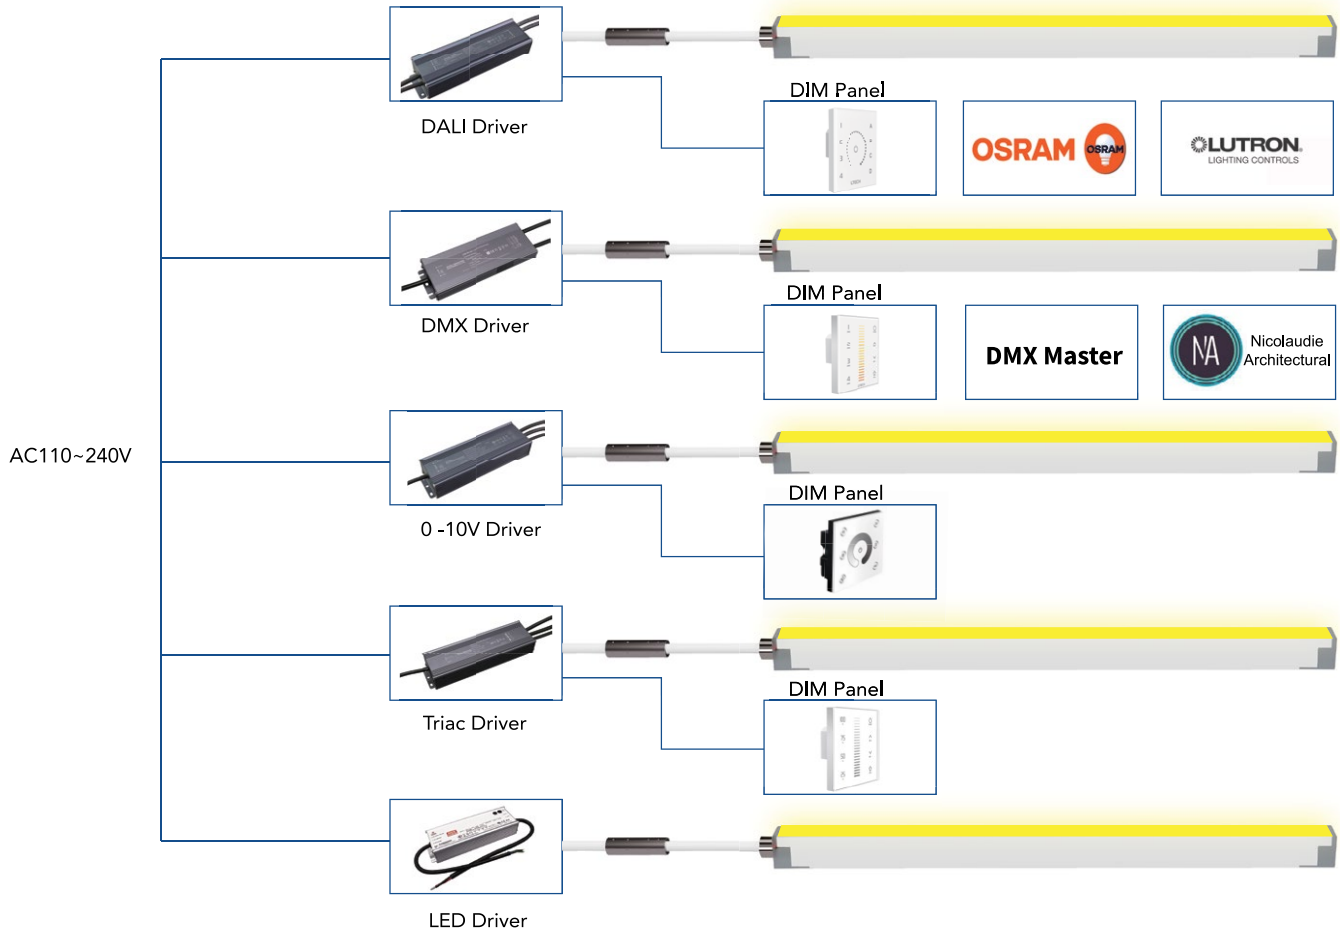 DIM Panel
DALI Driver
OSRAM
OSRAM
LUTRON.
LIGHTING CONTROLS
DIM Panel
DMX Driver
DMX Master
NA
Nicolaudie
Architectural
AC110~240V
DIM Panel
0 -10V Driver
DIM Panel
Triac Driver
LED Driver